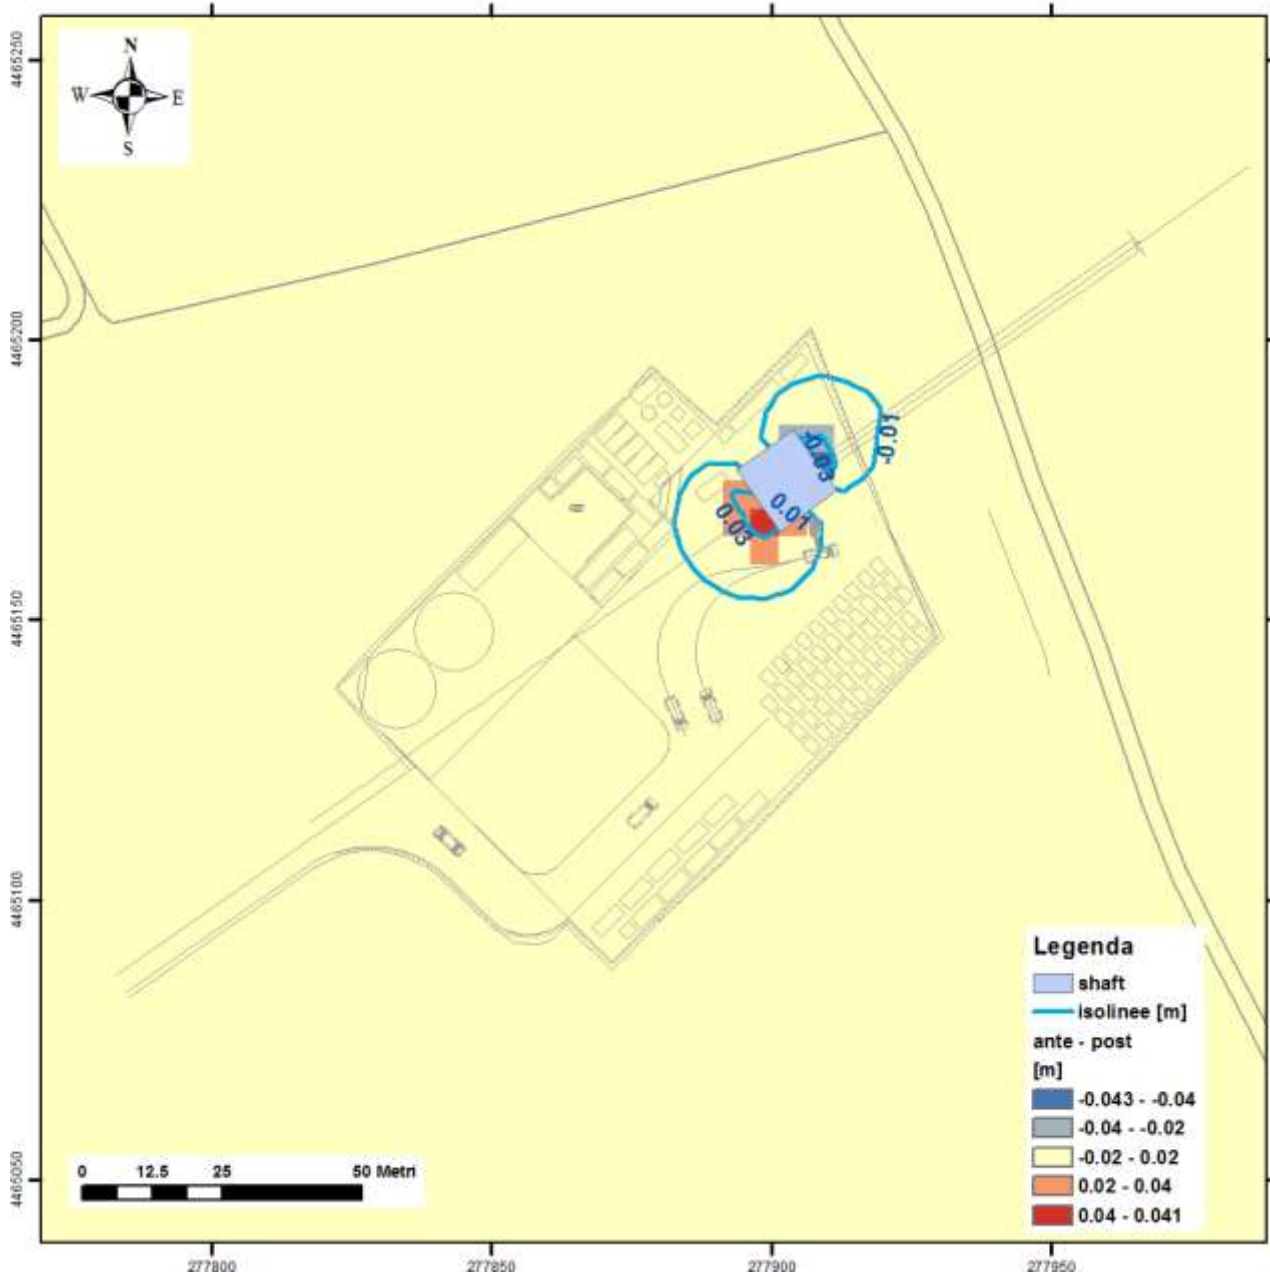 N
W E
S
4465250
4465200
4465150
4465100
4465050
-0.01
-0.03
0.01
0.03
Legenda
shaft
isolinee [m]
ante - post
[m]
-0.043 - -0.04
-0.04 - -0.02
-0.02 - 0.02
0.02 - 0.04
0.04 - 0.041
0 12.5 25 50 Metri
277800 277850 277900 277950